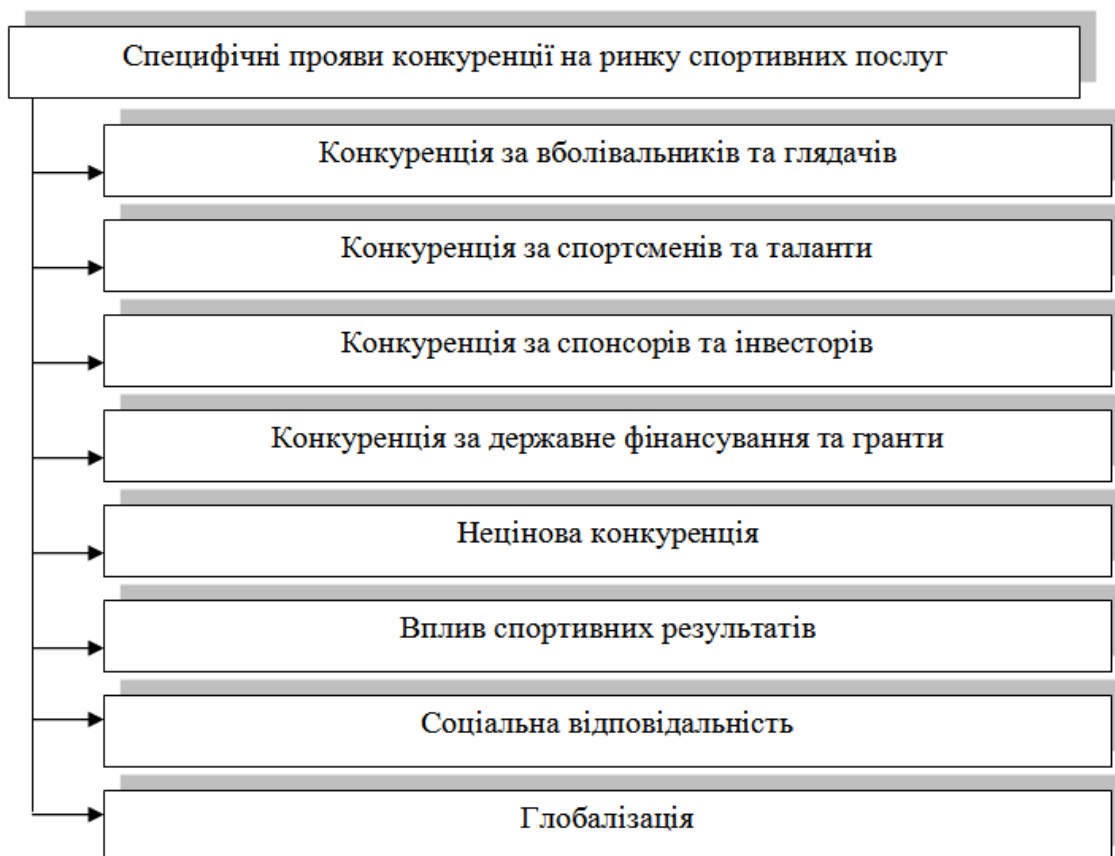 Специфічні прояви конкуренції на ринку спортивних послуг
Конкуренція за вболівальників та глядачів
Конкуренція за спортсменів та таланти
Конкуренція за спонсорів та інвесторів
Конкуренція за державне фінансування та гранти
Нецінова конкуренція
Вплив спортивних результатів
Соціальна відповідальність
Глобалізація